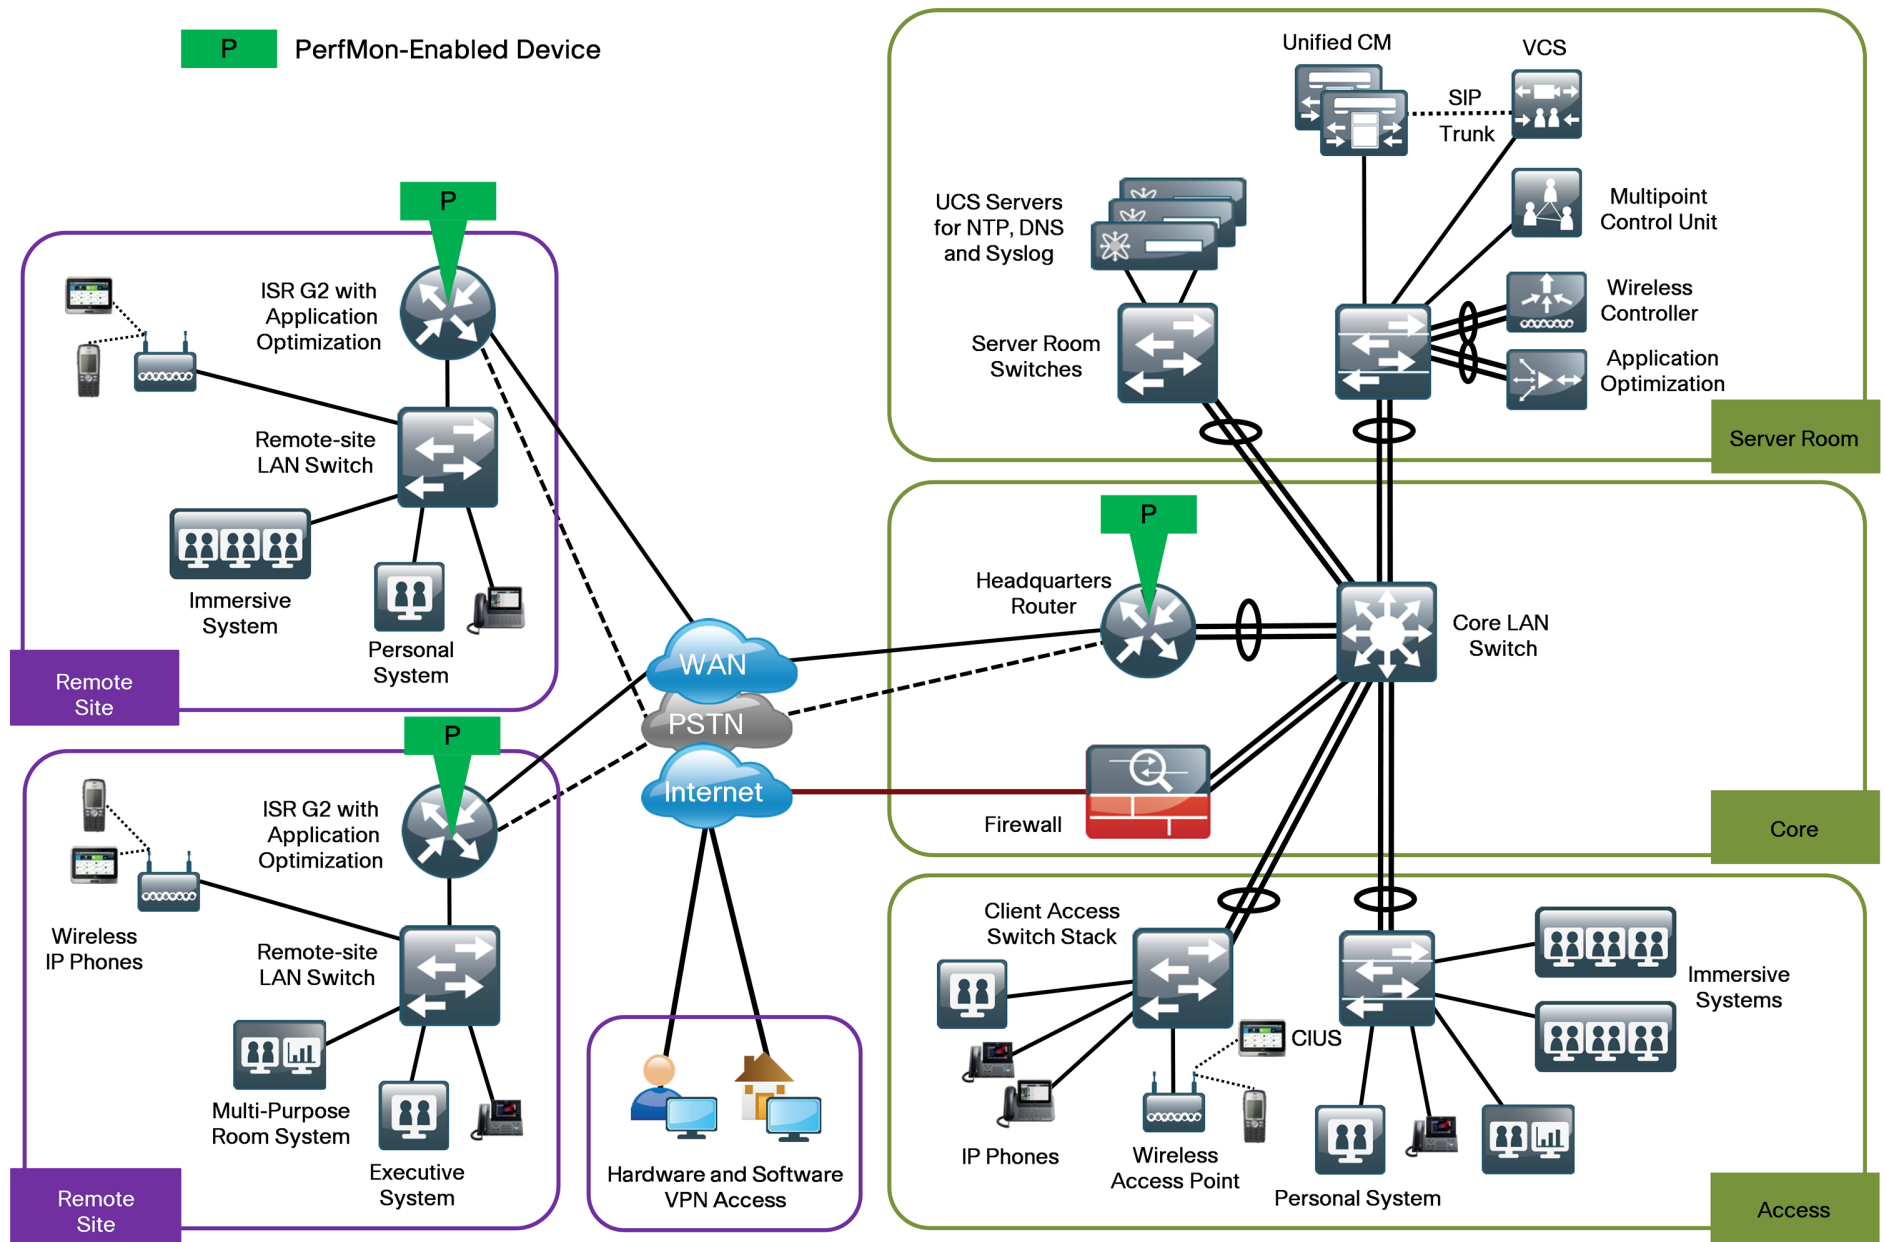 P
PerfMon-Enabled Device
P
ISR G2 with
Application
Optimization
Remote-site
LAN Switch
Immersive
System
Personal
System
Remote
Site
P
ISR G2 with
Application
Optimization
Wireless
IP Phones
Remote-site
LAN Switch
Multi-Purpose
Room System
Executive
System
Remote
Site
WAN
PSTN
Internet
Hardware and Software
VPN Access
Unified CM
VCS
SIP
Trunk
UCS Servers
for NTP, DNS
and Syslog
Multipoint
Control Unit
Wireless
Controller
Server Room
Switches
Application
Optimization
Server Room
P
Headquarters
Router
Core LAN
Switch
Firewall
Core
Client Access
Switch Stack
Immersive
Systems
CIUS
IP Phones
Wireless
Access Point
Personal System
Access